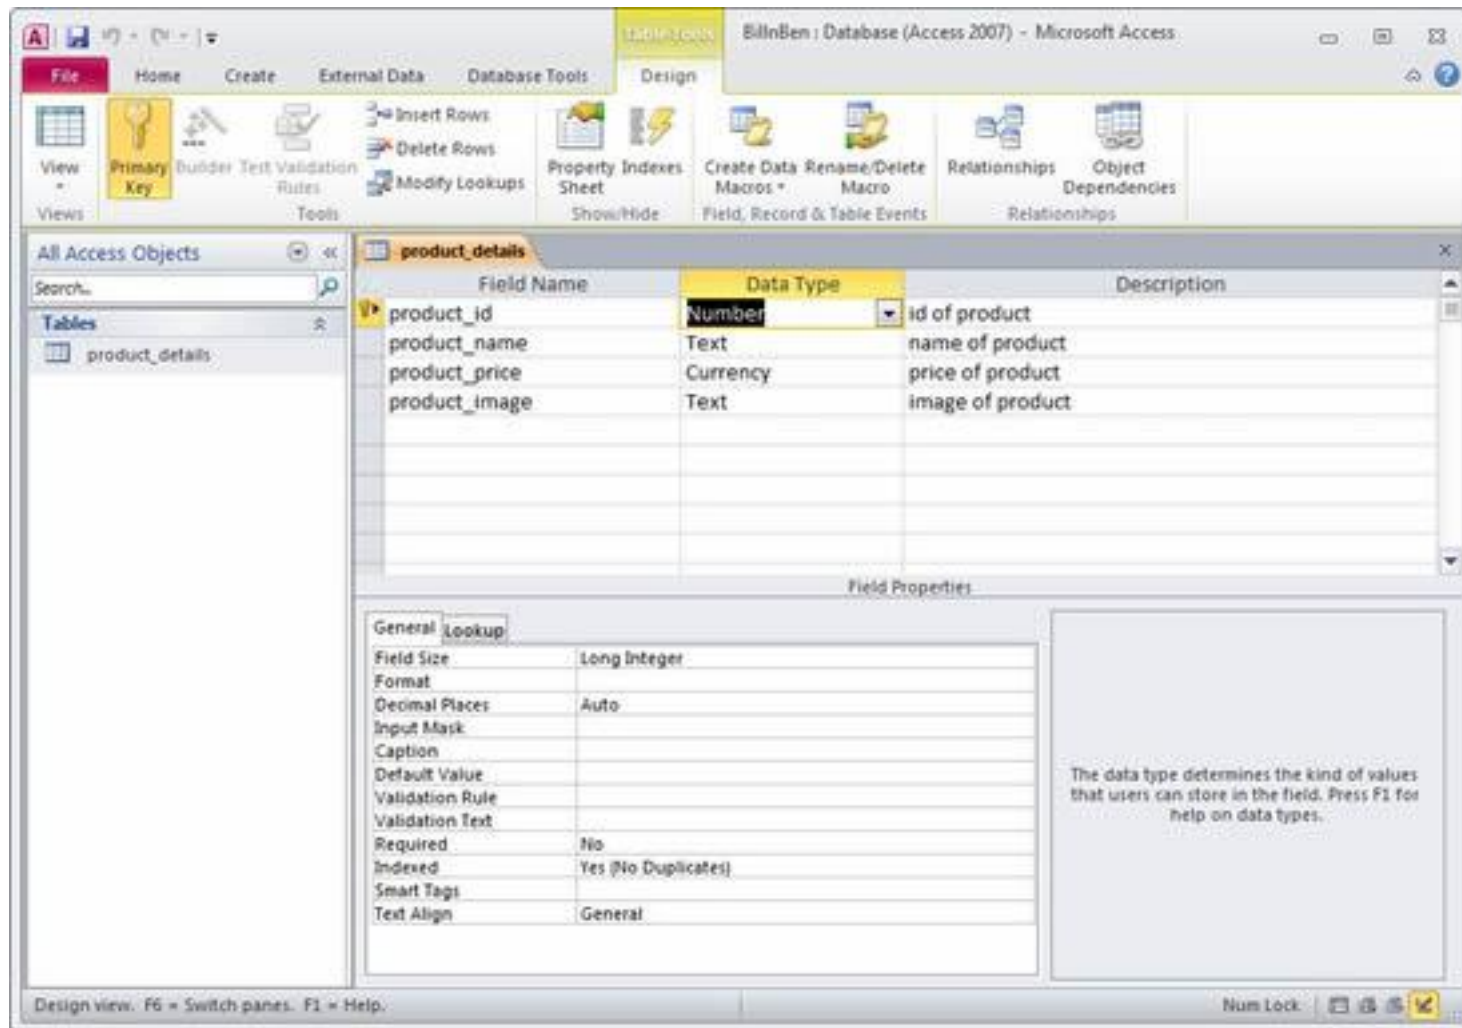 A
Table Tools BillnBen : Database (Access 2007) - Microsoft Access
File Home Create External Data Database Tools Design
View
Primary Key
Builder
Test Validation Rules
Insert Rows
Delete Rows
Modify Lookups
Property Sheet
Indexes
Create Data Macros
Rename/Delete Macro
Relationships
Object Dependencies
Views Tools Show/Hide Field, Record & Table Events Relationships
All Access Objects
Search..
Tables
product_details
product_details
Field Name Data Type Description
product_id Number id of product
product_name Text name of product
product_price Currency price of product
product_image Text image of product
Field Properties
General Lookup
Field Size Long Integer
Format
Decimal Places Auto
Input Mask
Caption
Default Value
Validation Rule
Validation Text
Required No
Indexed Yes (No Duplicates)
Smart Tags
Text Align General
The data type determines the kind of values
that users can store in the field. Press F1 for
help on data types.
Design view. F6 = Switch panes. F1 = Help. Num Lock